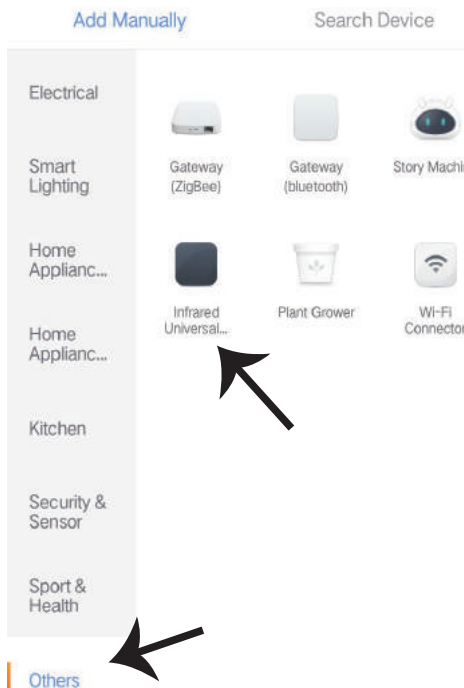 Add Manually
Search Device
Electrical
Smart
Lighting
Home
Applianc...
Home
Applianc...
Kitchen
Security &
Sensor
Sport &
Health
Others
Gateway
(ZigBee)
Gateway
(bluetooth)
Story Machi
Infrared
Universal...
Plant Grower
Wi-Fi
Connector